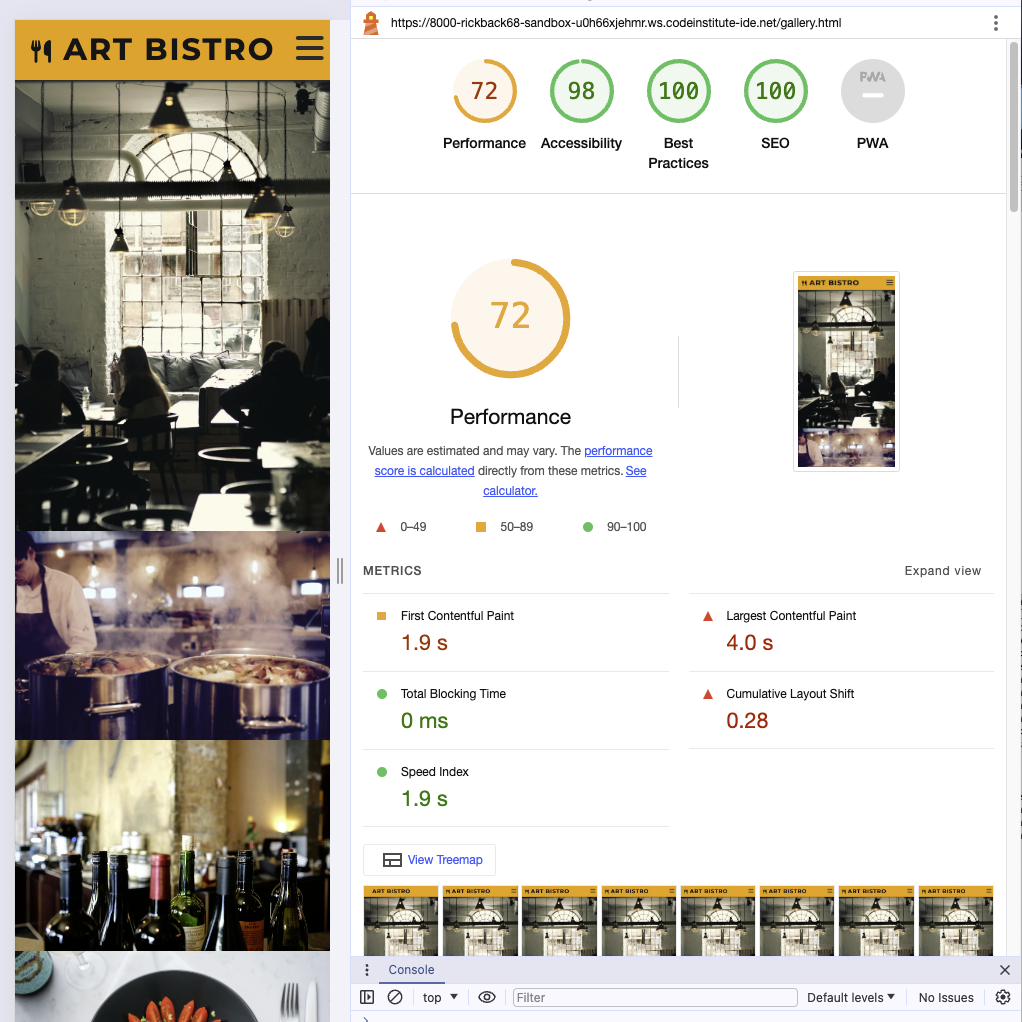 ART BISTRO
https://8000-rickback68-sandbox-u0h66xjehmr.ws.codeinstitute-ide.net/gallery.html
72
98
100
100
PWA
Performance
Accessibility
Best
Practices
SEO
PWA
72
ART BISTRO
Performance
Values are estimated and may vary. The performance
score is calculated directly from these metrics. See
calculator.
0–49
50–89
90–100
METRICS
Expand view
First Contentful Paint
1.9 s
Largest Contentful Paint
4.0 s
Total Blocking Time
0 ms
Cumulative Layout Shift
0.28
Speed Index
1.9 s
View Treemap
ART BISTRO
ART BISTRO
ART BISTRO
ART BISTRO
ART BISTRO
ART BISTRO
ART BISTRO
ART BISTRO
Console
top
Filter
Default levels
No Issues